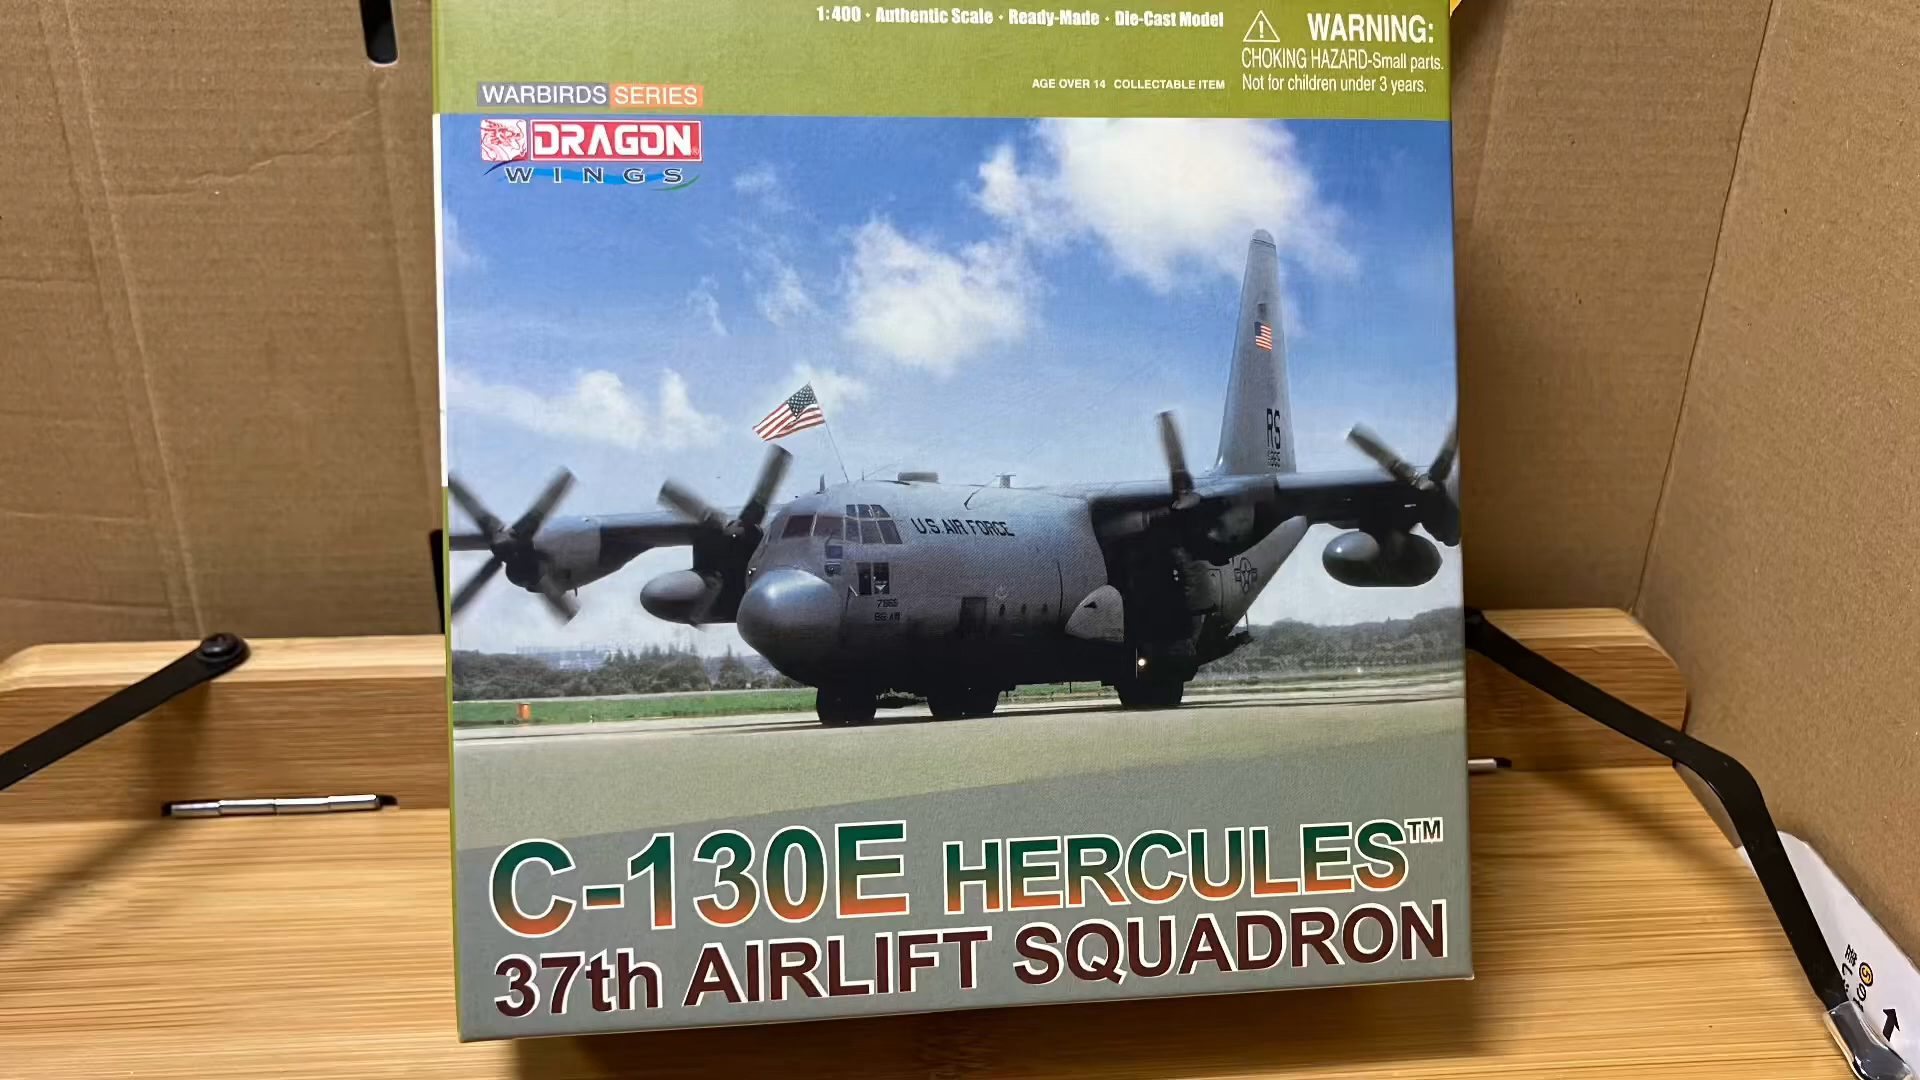 1:400 · Authentic Scale · Ready-Made · Die-Cast Model
WARNING:
CHOKING HAZARD-Small parts.
Not for children under 3 years.
AGE OVER 14 COLLECTABLE ITEM
WARBIRDS SERIES
DRAGON
WINGS
RS
U.S. AIR FORCE
C-130E HERCULES™
37th AIRLIFT SQUADRON